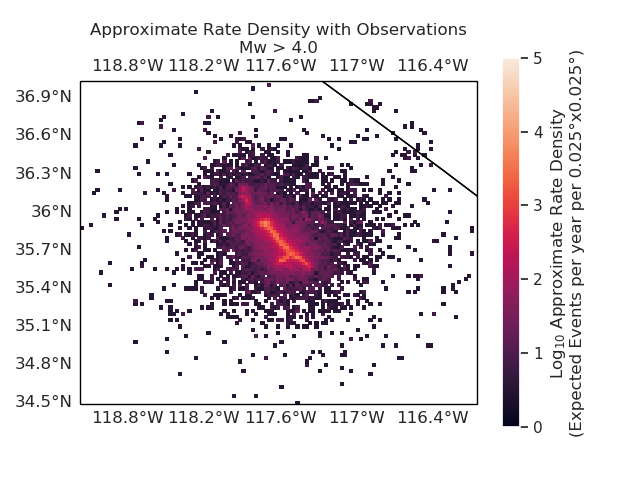 Approximate Rate Density with Observations
Mw > 4.0
118.8°W 118.2°W 117.6°W 117°W 116.4°W
36.9°N
36.6°N
36.3°N
36°N
35.7°N
35.4°N
35.1°N
34.8°N
34.5°N
118.8°W 118.2°W 117.6°W 117°W 116.4°W
5
4
3
2
1
0
Log₁₀ Approximate Rate Density
(Expected Events per year per 0.025°x0.025°)